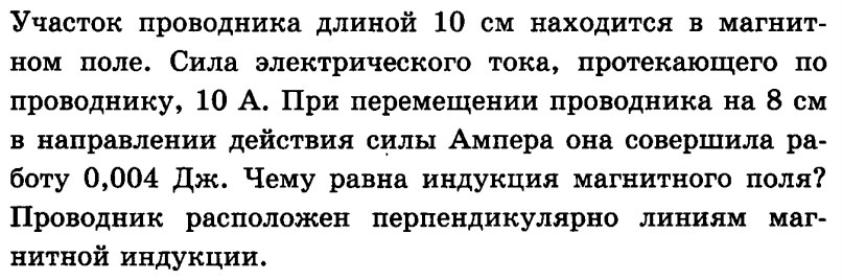 Участок проводника длиной 10 см находится в магнит-
ном поле. Сила электрического тока, протекающего по
проводнику, 10 А. При перемещении проводника на 8 см
в направлении действия силы Ампера она совершила ра-
боту 0,004 Дж. Чему равна индукция магнитного поля?
Проводник расположен перпендикулярно линиям маг-
нитной индукции.